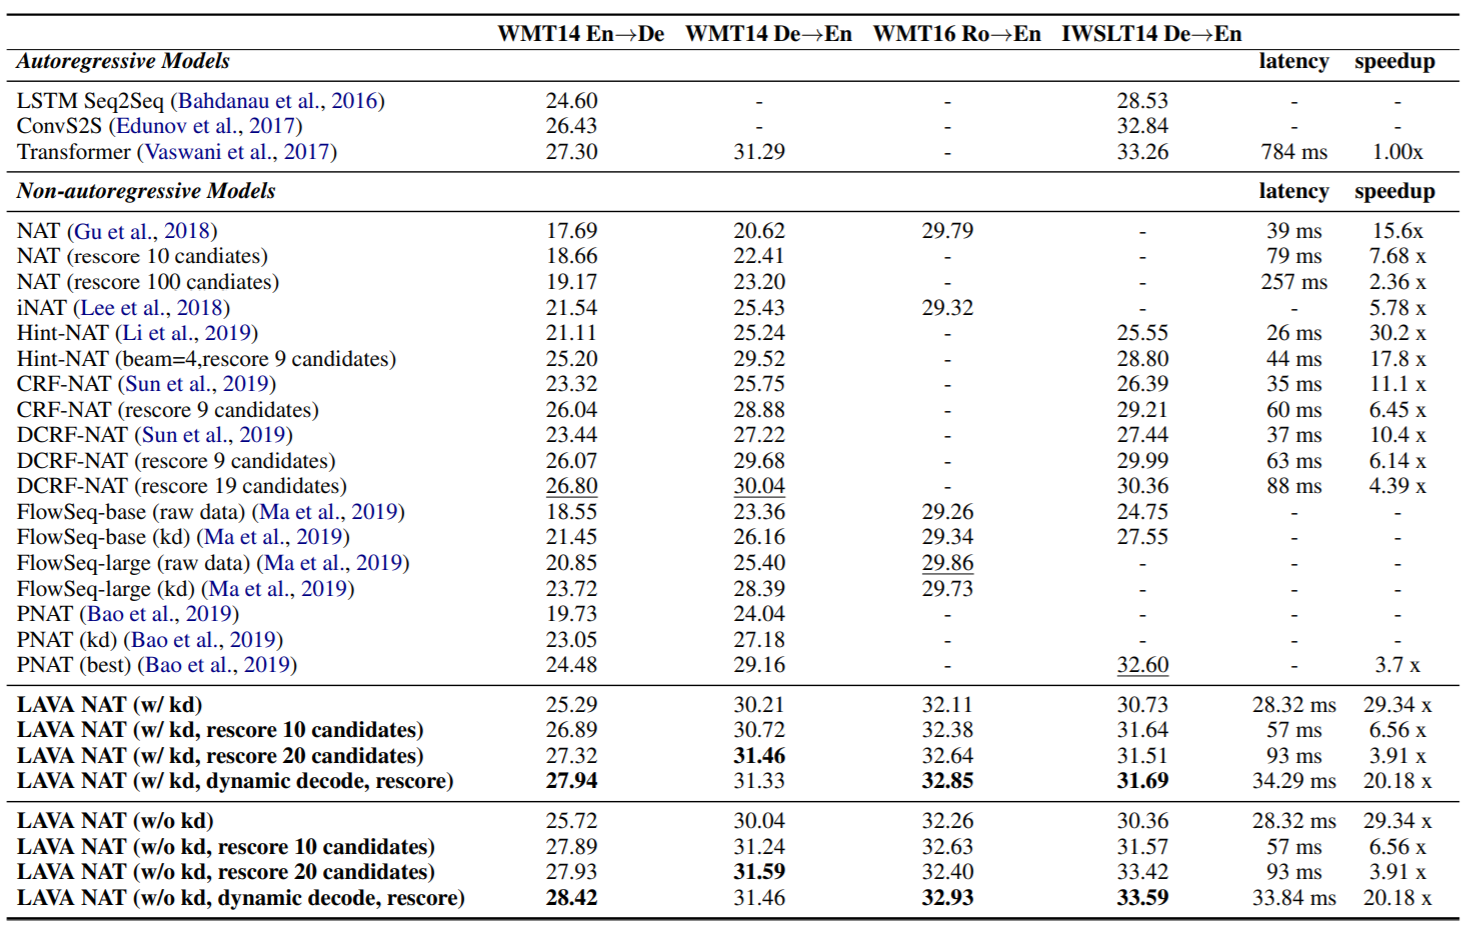 WMT14 En→De WMT14 De→En WMT16 Ro→En IWSLT14 De→En
Autoregressive Models latency speedup
LSTM Seq2Seq (Bahdanau et al., 2016) 24.60 - - 28.53 - -
ConvS2S (Edunov et al., 2017) 26.43 - - 32.84 - -
Transformer (Vaswani et al., 2017) 27.30 31.29 - 33.26 784 ms 1.00x
Non-autoregressive Models latency speedup
NAT (Gu et al., 2018) 17.69 20.62 29.79 - 39 ms 15.6x
NAT (rescore 10 candiates) 18.66 22.41 - - 79 ms 7.68 x
NAT (rescore 100 candiates) 19.17 23.20 - - 257 ms 2.36 x
iNAT (Lee et al., 2018) 21.54 25.43 29.32 - - 5.78 x
Hint-NAT (Li et al., 2019) 21.11 25.24 - 25.55 26 ms 30.2 x
Hint-NAT (beam=4,rescore 9 candidates) 25.20 29.52 - 28.80 44 ms 17.8 x
CRF-NAT (Sun et al., 2019) 23.32 25.75 - 26.39 35 ms 11.1 x
CRF-NAT (rescore 9 candidates) 26.04 28.88 - 29.21 60 ms 6.45 x
DCRF-NAT (Sun et al., 2019) 23.44 27.22 - 27.44 37 ms 10.4 x
DCRF-NAT (rescore 9 candidates) 26.07 29.68 - 29.99 63 ms 6.14 x
DCRF-NAT (rescore 19 candidates) 26.80 30.04 - 30.36 88 ms 4.39 x
FlowSeq-base (raw data) (Ma et al., 2019) 18.55 23.36 29.26 24.75 - -
FlowSeq-base (kd) (Ma et al., 2019) 21.45 26.16 29.34 27.55 - -
FlowSeq-large (raw data) (Ma et al., 2019) 20.85 25.40 29.86 - - -
FlowSeq-large (kd) (Ma et al., 2019) 23.72 28.39 29.73 - - -
PNAT (Bao et al., 2019) 19.73 24.04 - - - -
PNAT (kd) (Bao et al., 2019) 23.05 27.18 - - - -
PNAT (best) (Bao et al., 2019) 24.48 29.16 - 32.60 - 3.7 x
LAVA NAT (w/ kd) 25.29 30.21 32.11 30.73 28.32 ms 29.34 x
LAVA NAT (w/ kd, rescore 10 candidates) 26.89 30.72 32.38 31.64 57 ms 6.56 x
LAVA NAT (w/ kd, rescore 20 candidates) 27.32 31.46 32.64 31.51 93 ms 3.91 x
LAVA NAT (w/ kd, dynamic decode, rescore) 27.94 31.33 32.85 31.69 34.29 ms 20.18 x
LAVA NAT (w/o kd) 25.72 30.04 32.26 30.36 28.32 ms 29.34 x
LAVA NAT (w/o kd, rescore 10 candidates) 27.89 31.24 32.63 31.57 57 ms 6.56 x
LAVA NAT (w/o kd, rescore 20 candidates) 27.93 31.59 32.40 33.42 93 ms 3.91 x
LAVA NAT (w/o kd, dynamic decode, rescore) 28.42 31.46 32.93 33.59 33.84 ms 20.18 x